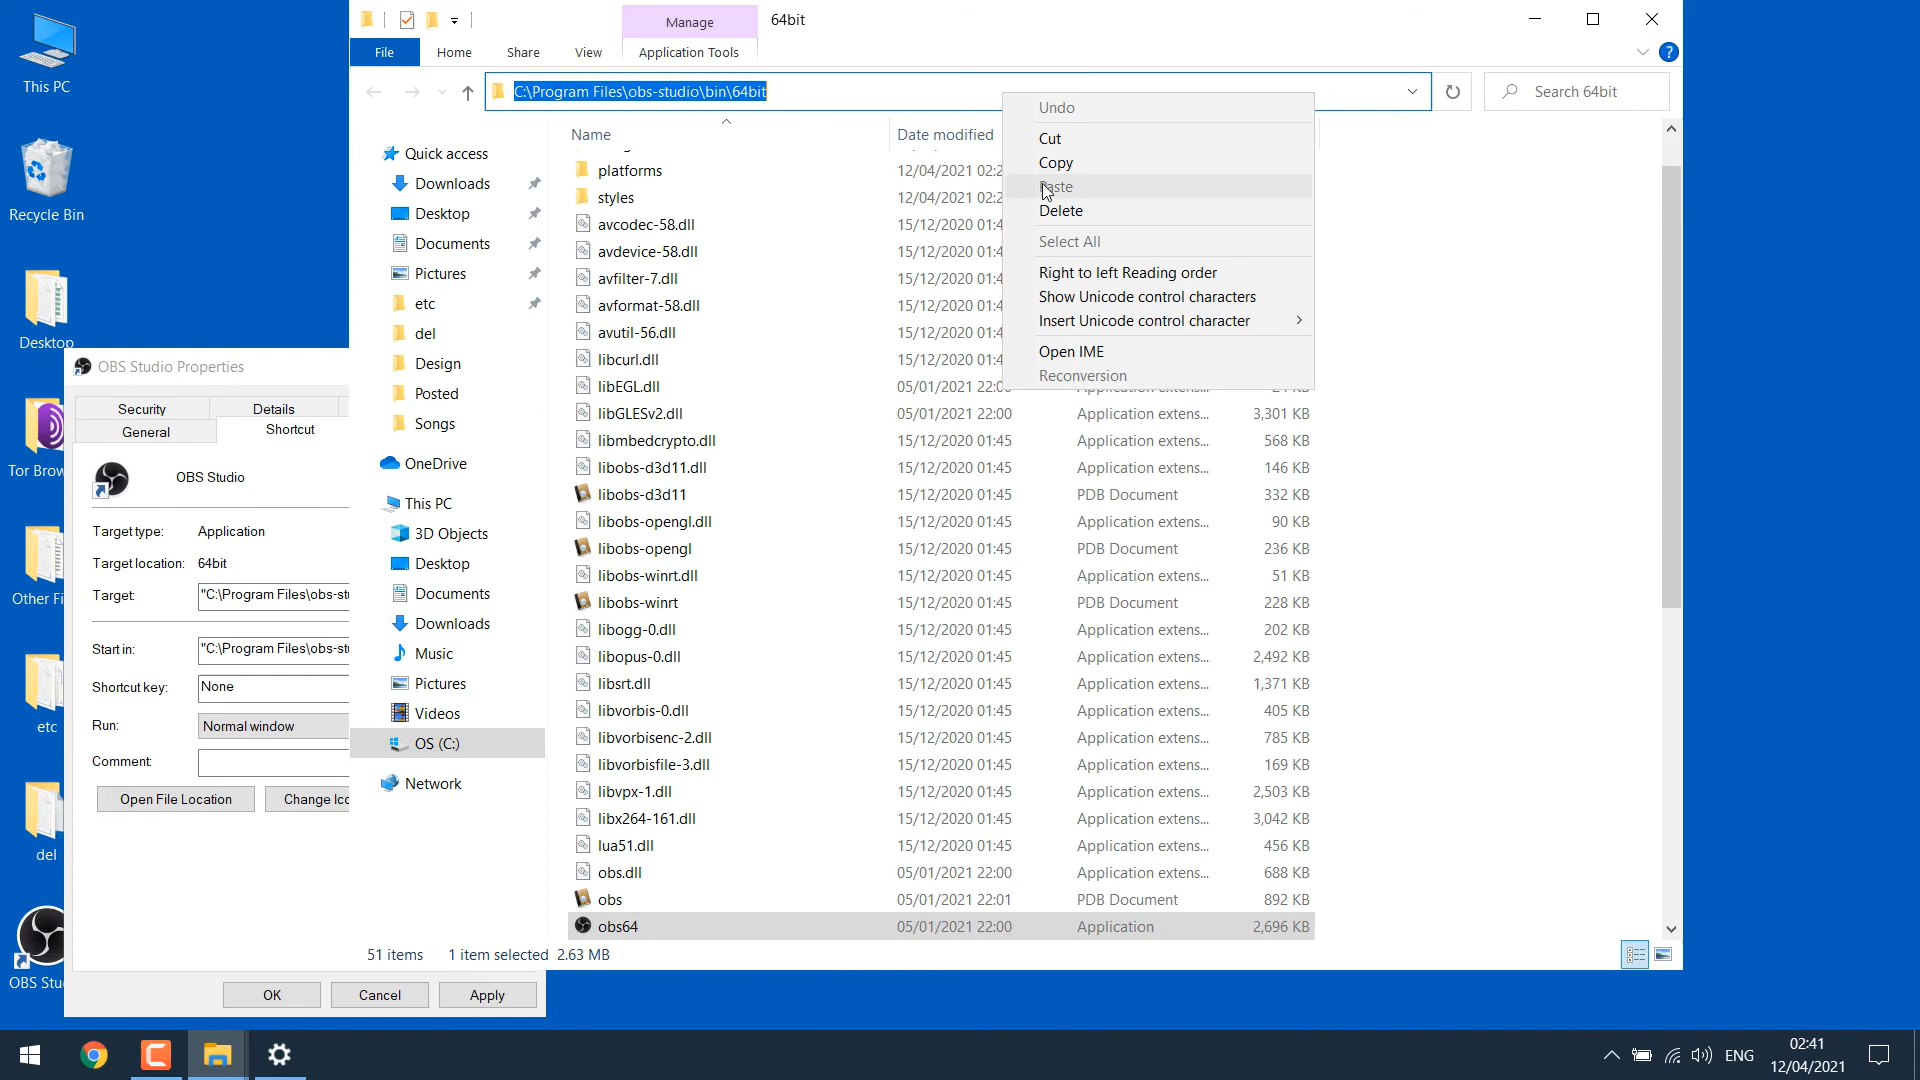 This PC
Recycle Bin
Desktop
Tor Brow
Other Fi
etc
del
OBS Stu
Manage
64bit
File
Home
Share
View
Application Tools
C:\Program Files\obs-studio\bin\64bit
Search 64bit
Name
Date modified
Quick access
Downloads
Desktop
Documents
Pictures
etc
del
Design
Posted
Songs
OneDrive
This PC
3D Objects
Desktop
Documents
Downloads
Music
Pictures
Videos
OS (C:)
Network
platforms 12/04/2021 02:2
styles 12/04/2021 02:2
avcodec-58.dll 15/12/2020 01:4
avdevice-58.dll 15/12/2020 01:4
avfilter-7.dll 15/12/2020 01:4
avformat-58.dll 15/12/2020 01:4
avutil-56.dll 15/12/2020 01:4
libcurl.dll 15/12/2020 01:4
libEGL.dll 05/01/2021 22:00
libGLESv2.dll 05/01/2021 22:00 Application extens... 3,301 KB
libmbedcrypto.dll 15/12/2020 01:45 Application extens... 568 KB
libobs-d3d11.dll 15/12/2020 01:45 Application extens... 146 KB
libobs-d3d11 15/12/2020 01:45 PDB Document 332 KB
libobs-opengl.dll 15/12/2020 01:45 Application extens... 90 KB
libobs-opengl 15/12/2020 01:45 PDB Document 236 KB
libobs-winrt.dll 15/12/2020 01:45 Application extens... 51 KB
libobs-winrt 15/12/2020 01:45 PDB Document 228 KB
libogg-0.dll 15/12/2020 01:45 Application extens... 202 KB
libopus-0.dll 15/12/2020 01:45 Application extens... 2,492 KB
libsrt.dll 15/12/2020 01:45 Application extens... 1,371 KB
libvorbis-0.dll 15/12/2020 01:45 Application extens... 405 KB
libvorbisenc-2.dll 15/12/2020 01:45 Application extens... 785 KB
libvorbisfile-3.dll 15/12/2020 01:45 Application extens... 169 KB
libvpx-1.dll 15/12/2020 01:45 Application extens... 2,503 KB
libx264-161.dll 15/12/2020 01:45 Application extens... 3,042 KB
lua51.dll 15/12/2020 01:45 Application extens... 456 KB
obs.dll 05/01/2021 22:00 Application extens... 688 KB
obs 05/01/2021 22:01 PDB Document 892 KB
obs64 05/01/2021 22:00 Application 2,696 KB
51 items 1 item selected 2.63 MB
Undo
Cut
Copy
Paste
Delete
Select All
Right to left Reading order
Show Unicode control characters
Insert Unicode control character
Open IME
Reconversion
OBS Studio Properties
Security Details
General Shortcut
OBS Studio
Target type: Application
Target location: 64bit
Target: "C:\Program Files\obs-stu
Start in: "C:\Program Files\obs-stu
Shortcut key: None
Run: Normal window
Comment:
Open File Location Change Ico
OK Cancel Apply
ENG
02:41
12/04/2021